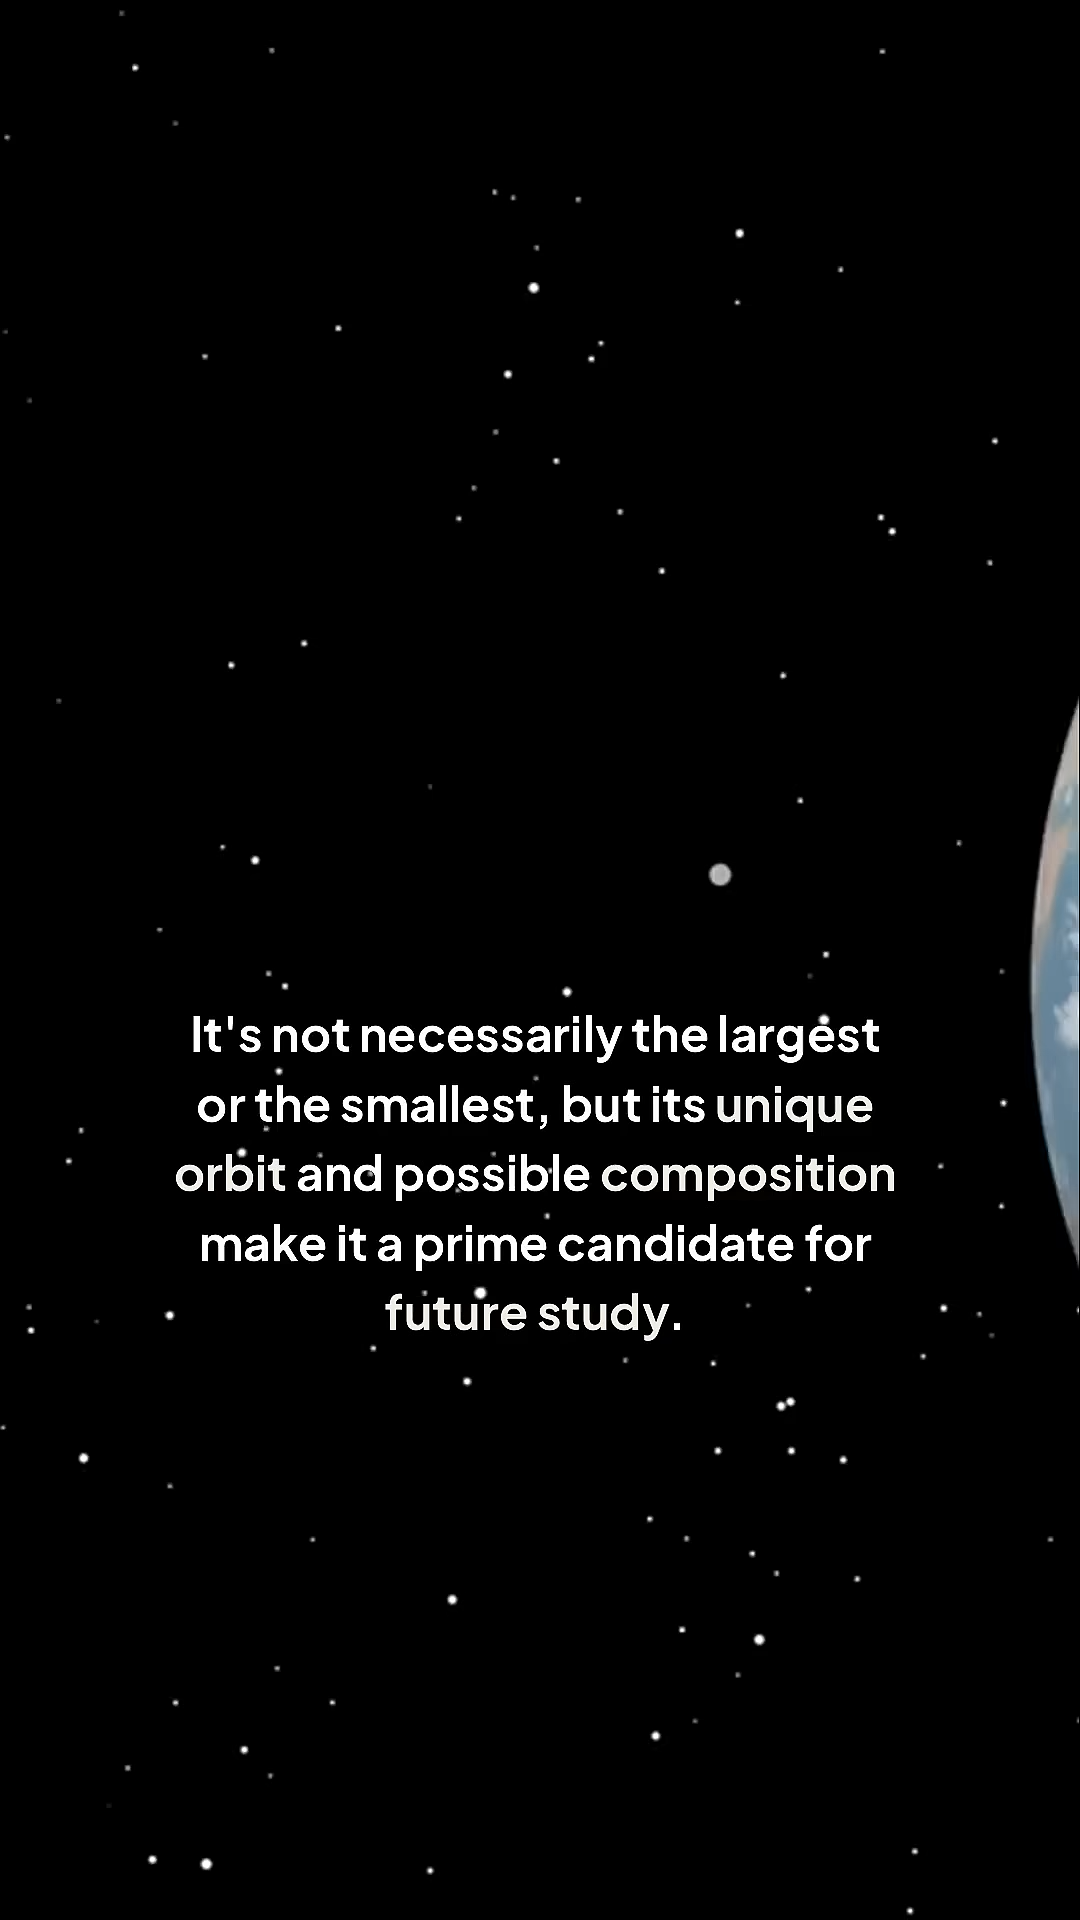 It's not necessarily the largest
or the smallest, but its unique
orbit and possible composition
make it a prime candidate for
future study.